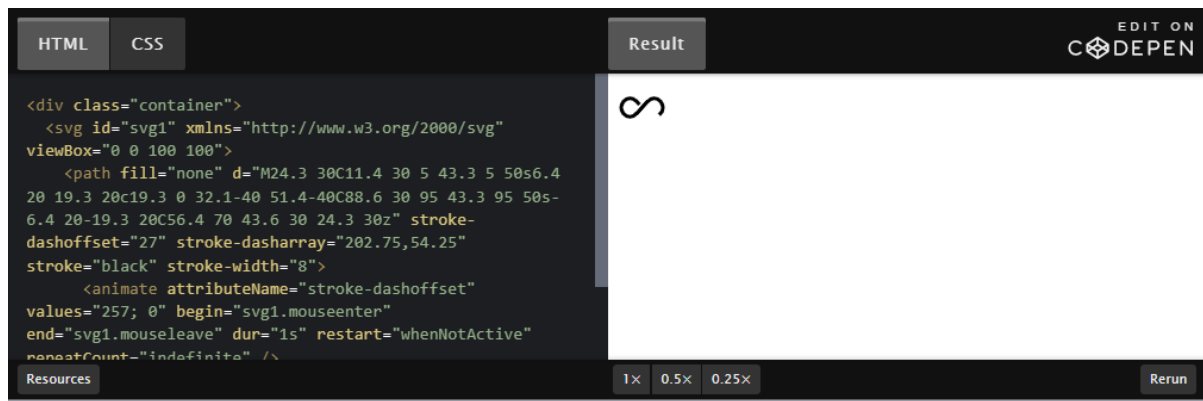 HTML CSS
Result
EDIT ON
CODEPEN
<div class="container">
<svg id="svg1" xmlns="http://www.w3.org/2000/svg"
viewBox="0 0 100 100">
<path fill="none" d="M24.3 30C11.4 30 5 43.3 5 50s6.4
20 19.3 20c19.3 0 32.1-40 51.4-40C88.6 30 95 43.3 95 50s-
6.4 20-19.3 20C56.4 70 43.6 30 24.3 30z" stroke-
dashoffset="27" stroke-dasharray="202.75,54.25"
stroke="black" stroke-width="8">
<animate attributeName="stroke-dashoffset"
values="257; 0" begin="svg1.mouseenter"
end="svg1.mouseleave" dur="1s" restart="whenNotActive"
repeatCount="indefinite" />
Resources
1× 0.5× 0.25×
Rerun